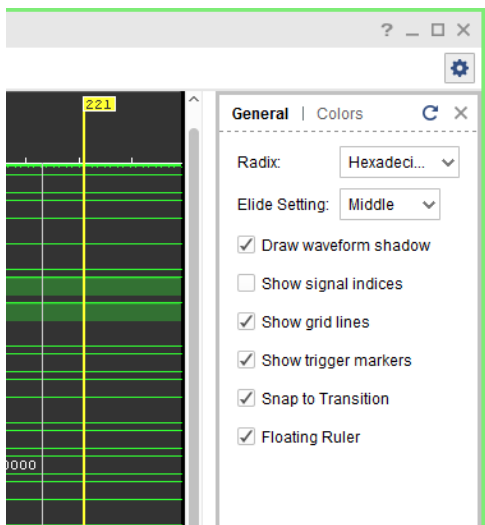 ?
221
General | Colors
Radix: Hexadeci...
Elide Setting: Middle
Draw waveform shadow
Show signal indices
Show grid lines
Show trigger markers
Snap to Transition
Floating Ruler
0000